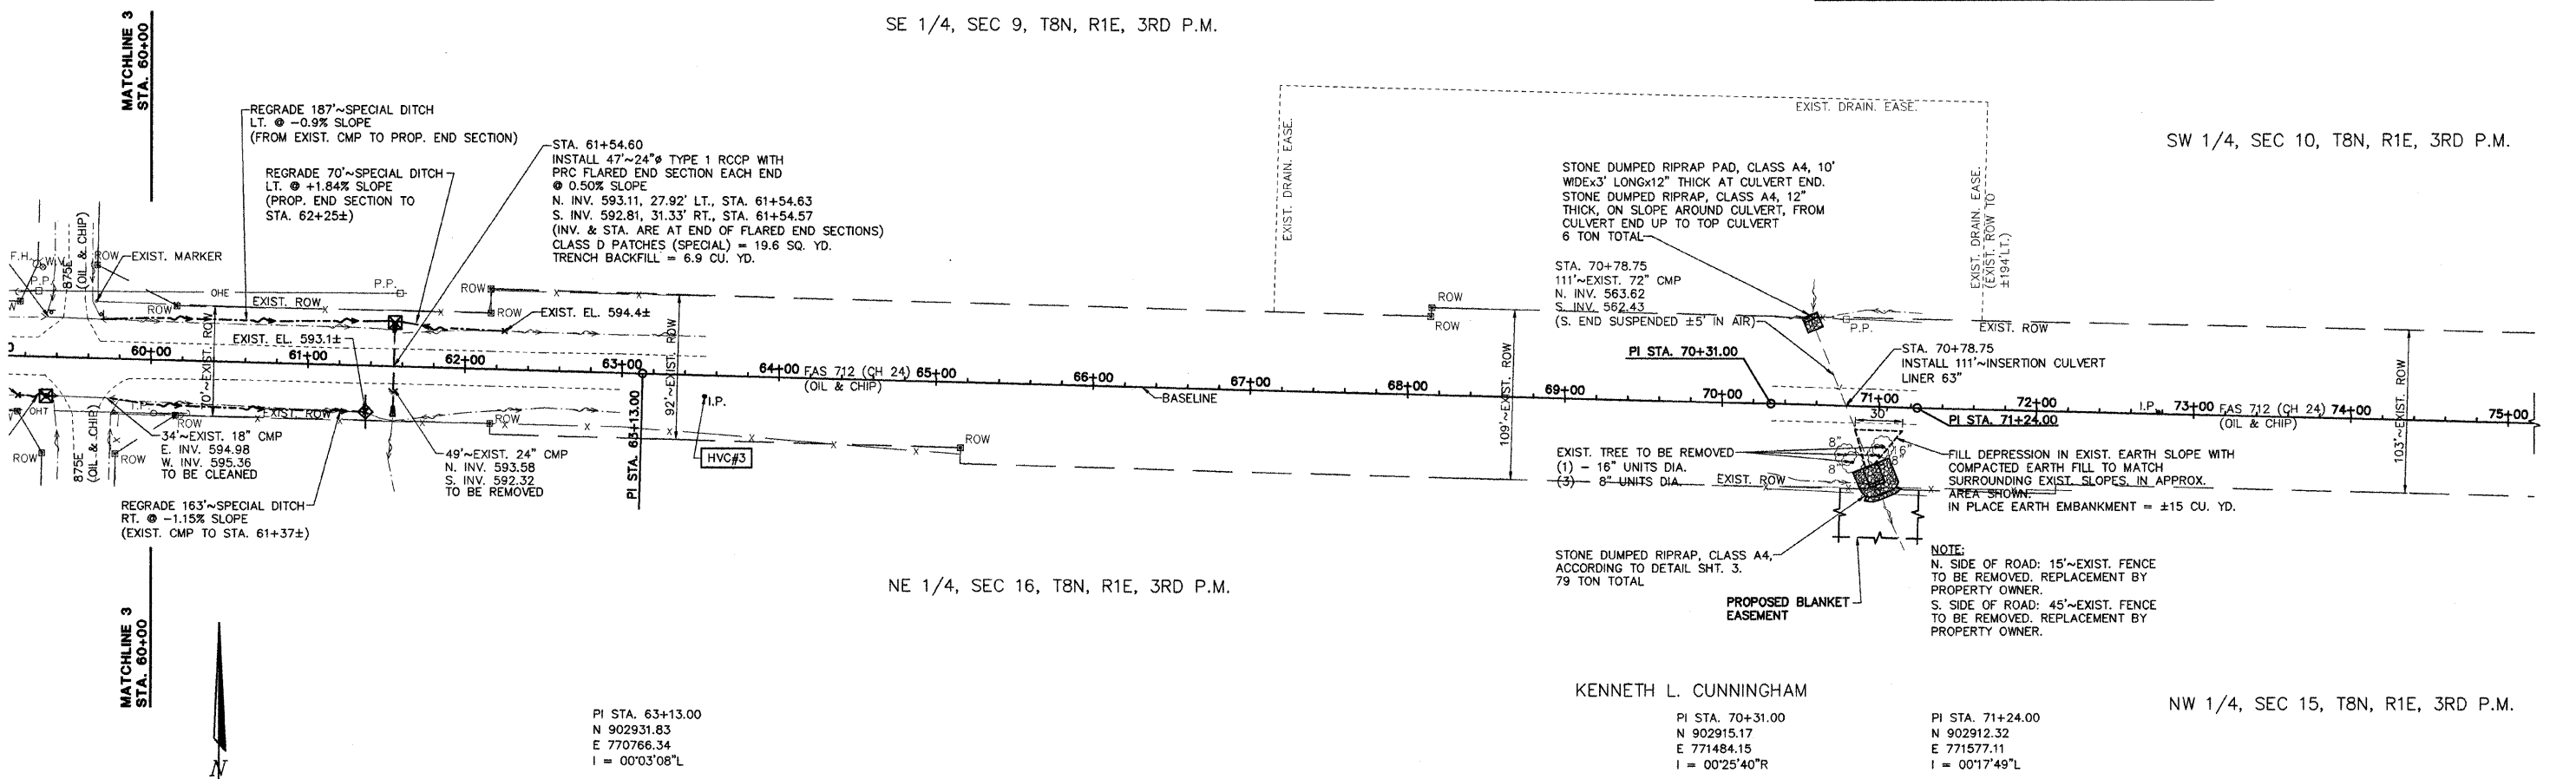 SE 1/4, SEC 9, T8N, R1E, 3RD P.M.
MATCHLINE 3
STA. 60+00
REGRADE 187'~SPECIAL DITCH
LT. @ -0.9% SLOPE
(FROM EXIST. CMP TO PROP. END SECTION)
REGRADE 70'~SPECIAL DITCH
LT. @ +1.84% SLOPE
(PROP. END SECTION TO
STA. 62+25±)
STA. 61+54.60
INSTALL 47'~24"ø TYPE 1 RCCP WITH
PRC FLARED END SECTION EACH END
@ 0.50% SLOPE
N. INV. 593.11, 27.92' LT., STA. 61+54.63
S. INV. 592.81, 31.33' RT., STA. 61+54.57
(INV. & STA. ARE AT END OF FLARED END SECTIONS)
CLASS D PATCHES (SPECIAL) = 19.6 SQ. YD.
TRENCH BACKFILL = 6.9 CU. YD.
EXIST. DRAIN. EASE.
EXIST. DRAIN. EASE.
EXIST. DRAIN. EASE.
(EXIST. ROW TO
±194'LT.)
SW 1/4, SEC 10, T8N, R1E, 3RD P.M.
STONE DUMPED RIPRAP PAD, CLASS A4, 10'
WIDEx3' LONGx12" THICK AT CULVERT END.
STONE DUMPED RIPRAP, CLASS A4, 12"
THICK, ON SLOPE AROUND CULVERT, FROM
CULVERT END UP TO TOP CULVERT
6 TON TOTAL
STA. 70+78.75
111'~EXIST. 72" CMP
N. INV. 563.62
S. INV. 562.43
(S. END SUSPENDED ±5' IN AIR)
F.H.
W.V.
P.P.
875E
(OIL & CHIP)
ROW
EXIST. MARKER
OHE
P.P.
ROW
EXIST. ROW
ROW
ROW
EXIST. EL. 594.4±
EXIST. EL. 593.1±
70'~EXIST. ROW
92'~EXIST. ROW
ROW
ROW
109'~EXIST. ROW
P.P.
EXIST. ROW
103'~EXIST. ROW
PI STA. 70+31.00
STA. 70+78.75
INSTALL 111'~INSERTION CULVERT
LINER 63"
60+00
61+00
62+00
63+00
64+00
FAS 712 (CH 24)
(OIL & CHIP)
65+00
66+00
67+00
68+00
69+00
70+00
71+00
72+00
73+00
FAS 712 (CH 24)
(OIL & CHIP)
74+00
75+00
BASELINE
I.P.
I.P.
30'
PI STA. 71+24.00
OHT
ROW
EXIST. ROW
ROW
ROW
ROW
ROW
ROW
34'~EXIST. 18" CMP
E. INV. 594.98
W. INV. 595.36
TO BE CLEANED
875E
(OIL & CHIP)
49'~EXIST. 24" CMP
N. INV. 593.58
S. INV. 592.32
TO BE REMOVED
PI STA. 63+13.00
HVC#3
REGRADE 163'~SPECIAL DITCH
RT. @ -1.15% SLOPE
(EXIST. CMP TO STA. 61+37±)
EXIST. TREE TO BE REMOVED
(1) - 16" UNITS DIA.
(3) - 8" UNITS DIA.
EXIST. ROW
8"
8"
16"
8"
FILL DEPRESSION IN EXIST. EARTH SLOPE WITH
COMPACTED EARTH FILL TO MATCH
SURROUNDING EXIST. SLOPES, IN APPROX.
AREA SHOWN.
IN PLACE EARTH EMBANKMENT = ±15 CU. YD.
STONE DUMPED RIPRAP, CLASS A4,
ACCORDING TO DETAIL SHT. 3.
79 TON TOTAL
PROPOSED BLANKET
EASEMENT
NOTE:
N. SIDE OF ROAD: 15'~EXIST. FENCE
TO BE REMOVED. REPLACEMENT BY
PROPERTY OWNER.
S. SIDE OF ROAD: 45'~EXIST. FENCE
TO BE REMOVED. REPLACEMENT BY
PROPERTY OWNER.
NE 1/4, SEC 16, T8N, R1E, 3RD P.M.
MATCHLINE 3
STA. 60+00
N
PI STA. 63+13.00
N 902931.83
E 770766.34
I = 00°03'08"L
KENNETH L. CUNNINGHAM
PI STA. 70+31.00
N 902915.17
E 771484.15
I = 00°25'40"R
PI STA. 71+24.00
N 902912.32
E 771577.11
I = 00°17'49"L
NW 1/4, SEC 15, T8N, R1E, 3RD P.M.